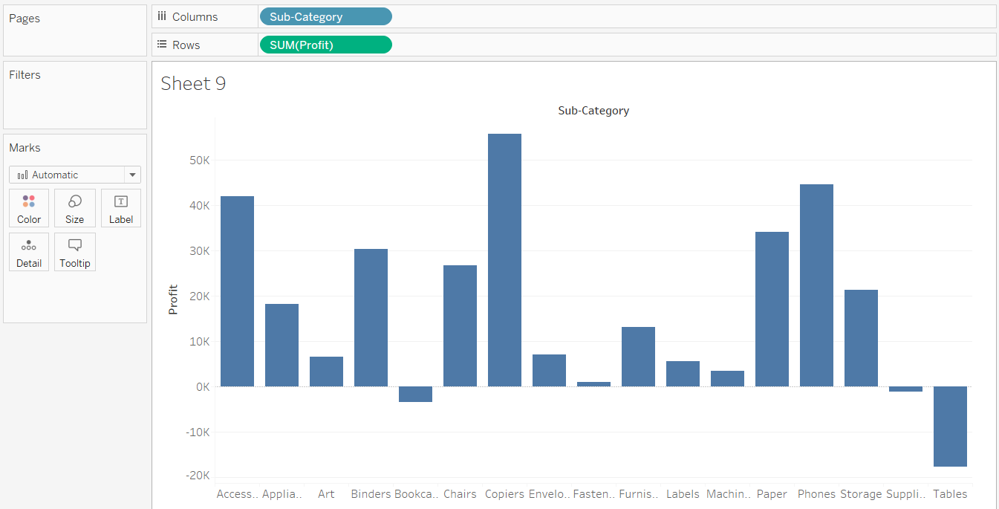 Pages
Columns
Sub-Category
Rows
SUM(Profit)
Filters
Marks
Automatic
Color
Size
T
Label
Detail
Tooltip
Sheet 9
Sub-Category
Profit
50K
40K
30K
20K
10K
0K
-10K
-20K
Access.. Applia.. Art Binders Bookca.. Chairs Copiers Envelo.. Fasten.. Furnis.. Labels Machin.. Paper Phones Storage Suppli.. Tables